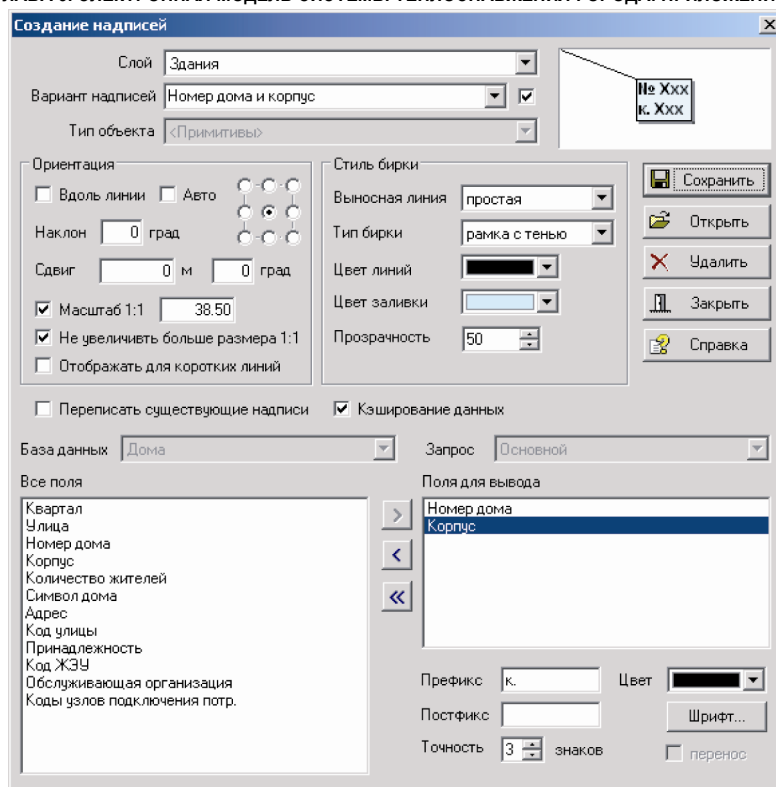 Создание надписей
Слой Здания
Вариант надписей Номер дома и корпус
Тип объекта <Примитивы>
№ Xxx
к. Xxx
Ориентация
Вдоль линии Авто
Наклон 0 град
Сдвиг 0 м 0 град
Масштаб 1:1 38.50
Не увеличивть больше размера 1:1
Отображать для коротких линий
Стиль бирки
Выносная линия простая
Тип бирки рамка с тенью
Цвет линий
Цвет заливки
Прозрачность 50
Сохранить
Открыть
Удалить
Закрыть
Справка
Переписать существующие надписи Кэширование данных
База данных Дома Запрос Основной
Все поля
Квартал
Улица
Номер дома
Корпус
Количество жителей
Символ дома
Адрес
Код улицы
Принадлежность
Код ЖЭУ
Обслуживающая организация
Коды узлов подключения потр.
>
<
«
Поля для вывода
Номер дома
Корпус
Префикс к. Цвет
Постфикс Шрифт...
Точность 3 знаков перенос